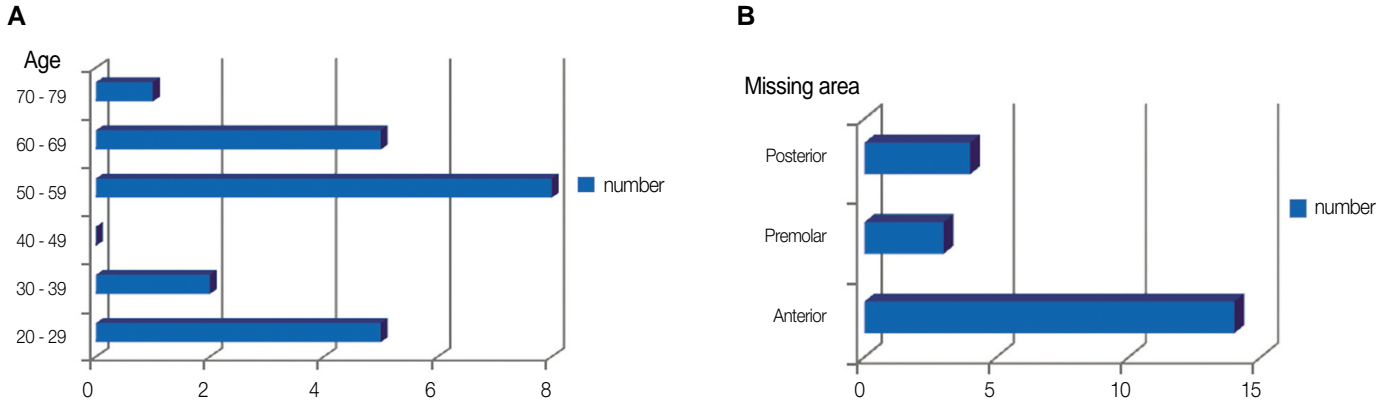 A
Age
70 - 79
60 - 69
50 - 59
40 - 49
30 - 39
20 - 29
0 2 4 6 8
number
B
Missing area
Posterior
Premolar
Anterior
0 5 10 15
number